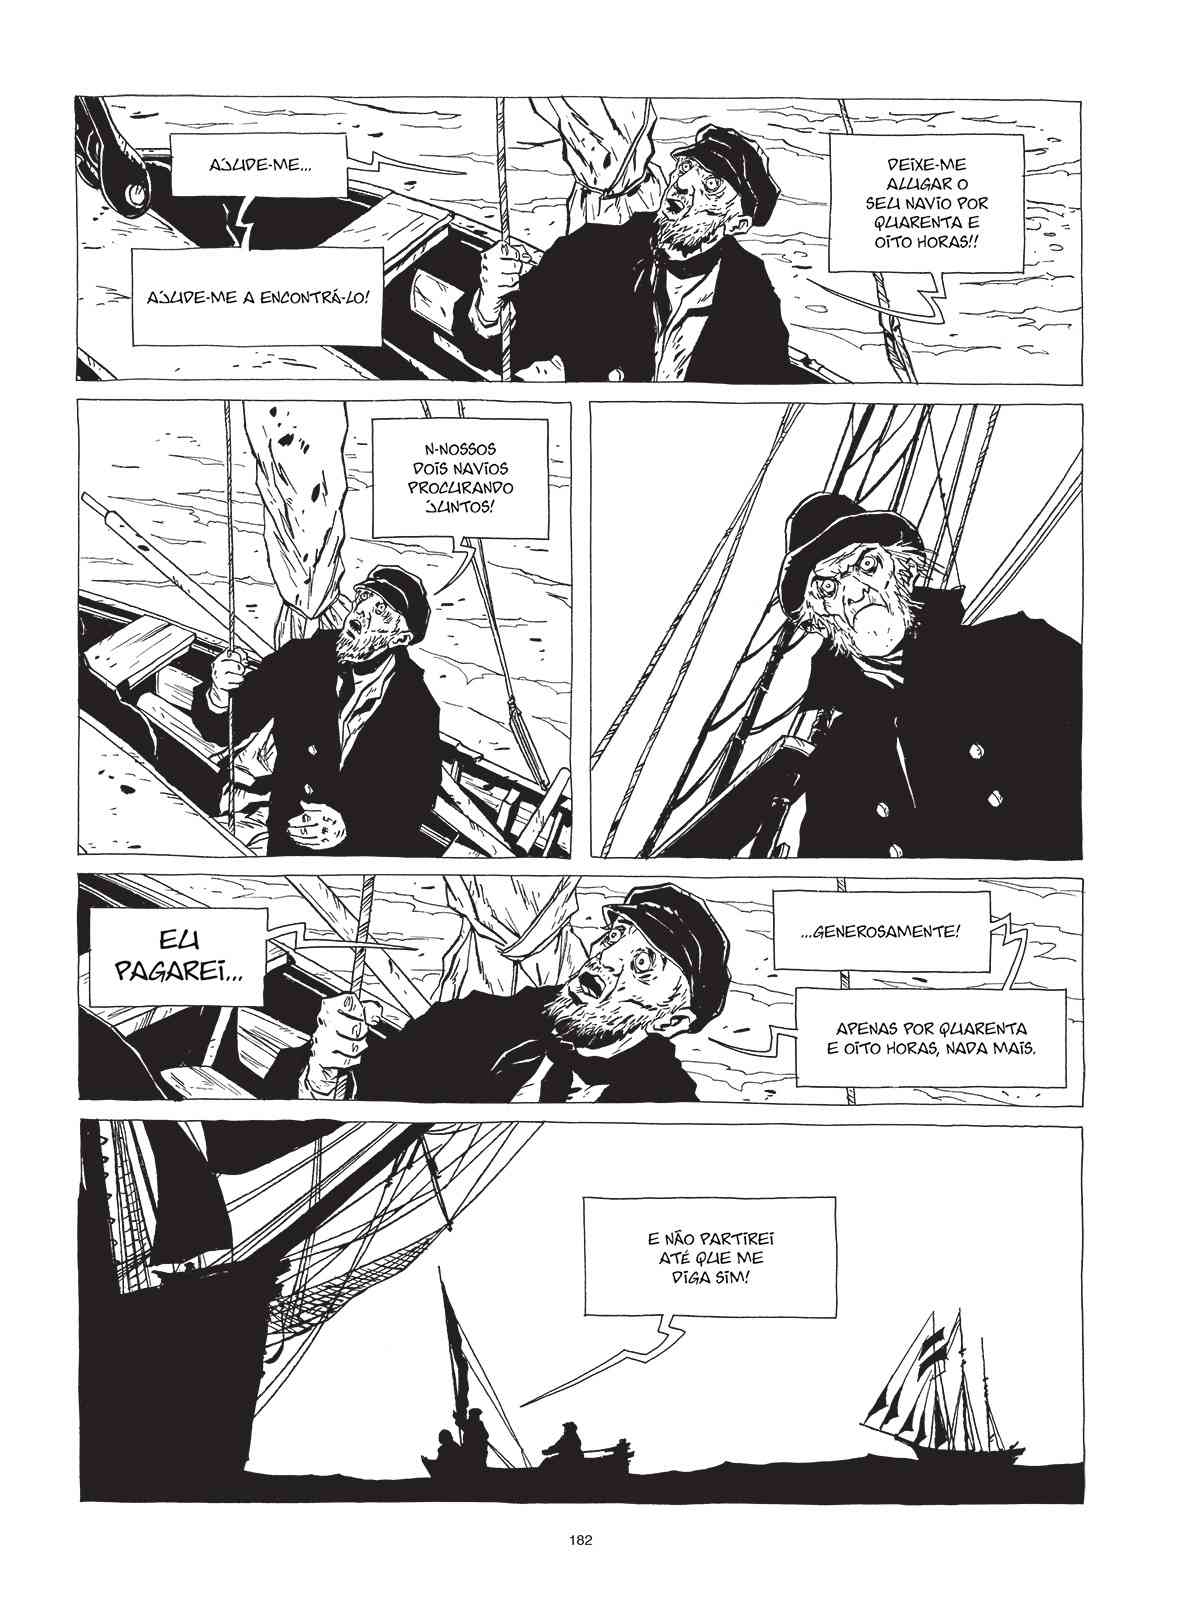 AJUDE-ME...
AJUDE-ME A ENCONTRÁ-LO!
DEIXE-ME
ALUGAR O
SEU NAVIO POR
QUARENTA E
OITO HORAS!!
N-NOSSOS
DOIS NAVIOS
PROCURANDO
JUNTOS!
EU
PAGAREI...
...GENEROSAMENTE!
APENAS POR QUARENTA
E OITO HORAS, NADA MAIS.
E NÃO PARTIREI
ATÉ QUE ME
DIGA SIM!
182